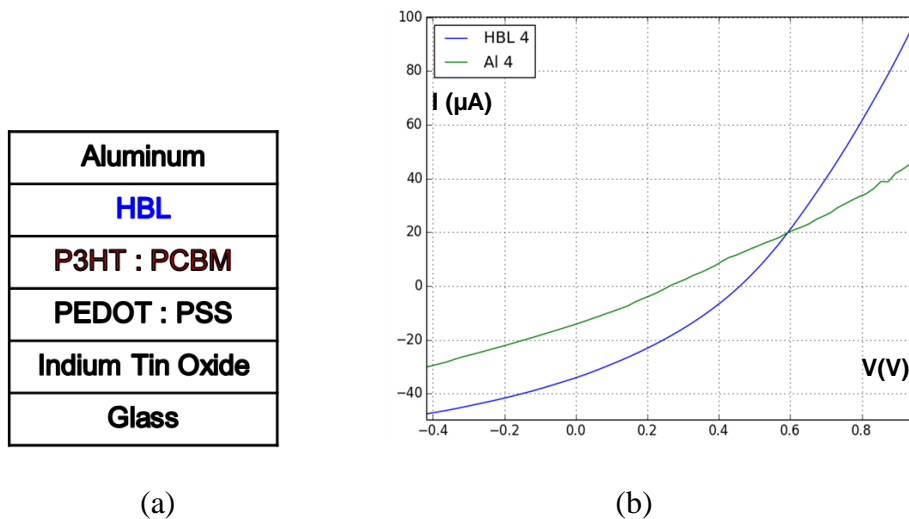 Aluminum
HBL
P3HT : PCBM
PEDOT : PSS
Indium Tin Oxide
Glass
(a)
HBL 4
Al 4
I (μA)
100
80
60
40
20
0
−20
−40
V(V)
−0.4
−0.2
0.0
0.2
0.4
0.6
0.8
(b)